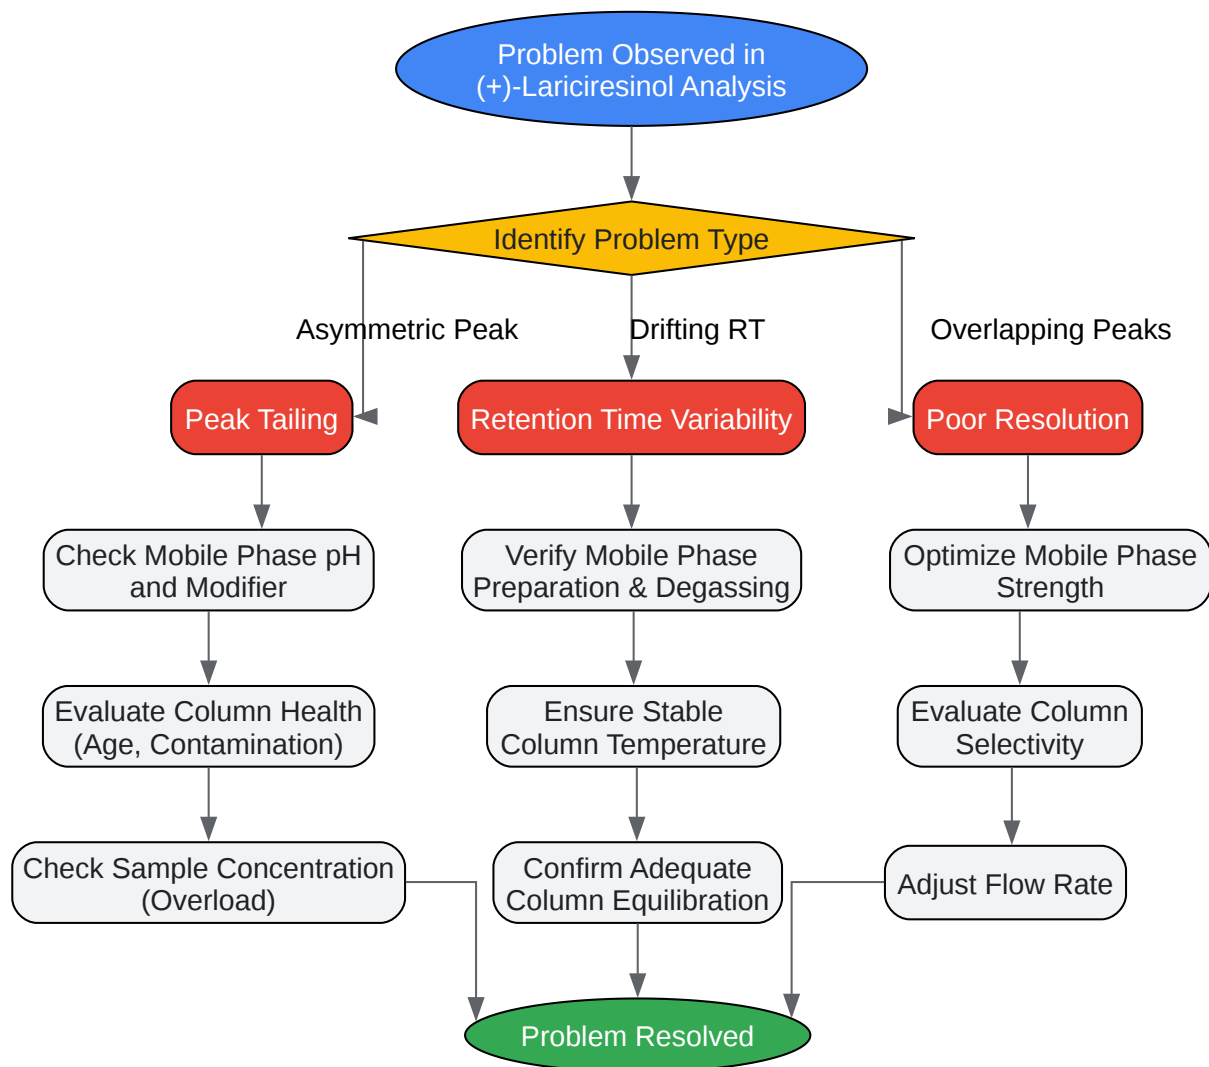 Problem Observed in
(+)-Lariciresinol Analysis
Identify Problem Type
Asymmetric Peak
Drifting RT
Overlapping Peaks
Peak Tailing
Retention Time Variability
Poor Resolution
Check Mobile Phase pH
and Modifier
Verify Mobile Phase
Preparation & Degassing
Optimize Mobile Phase
Strength
Evaluate Column Health
(Age, Contamination)
Ensure Stable
Column Temperature
Evaluate Column
Selectivity
Check Sample Concentration
(Overload)
Confirm Adequate
Column Equilibration
Adjust Flow Rate
Problem Resolved